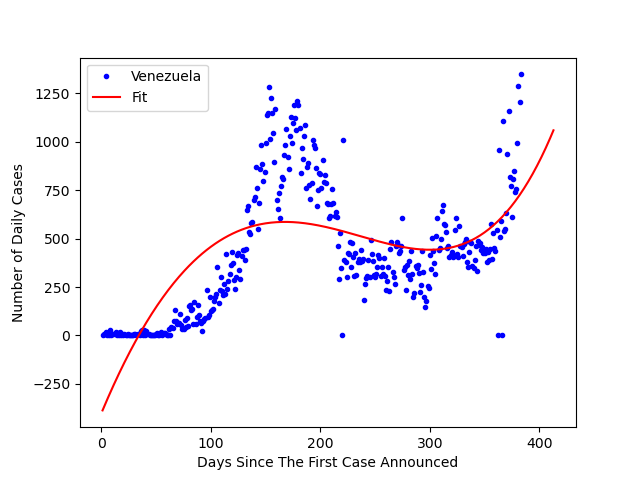 Venezuela
Fit
1250
1000
750
500
250
0
−250
Number of Daily Cases
0 100 200 300 400
Days Since The First Case Announced